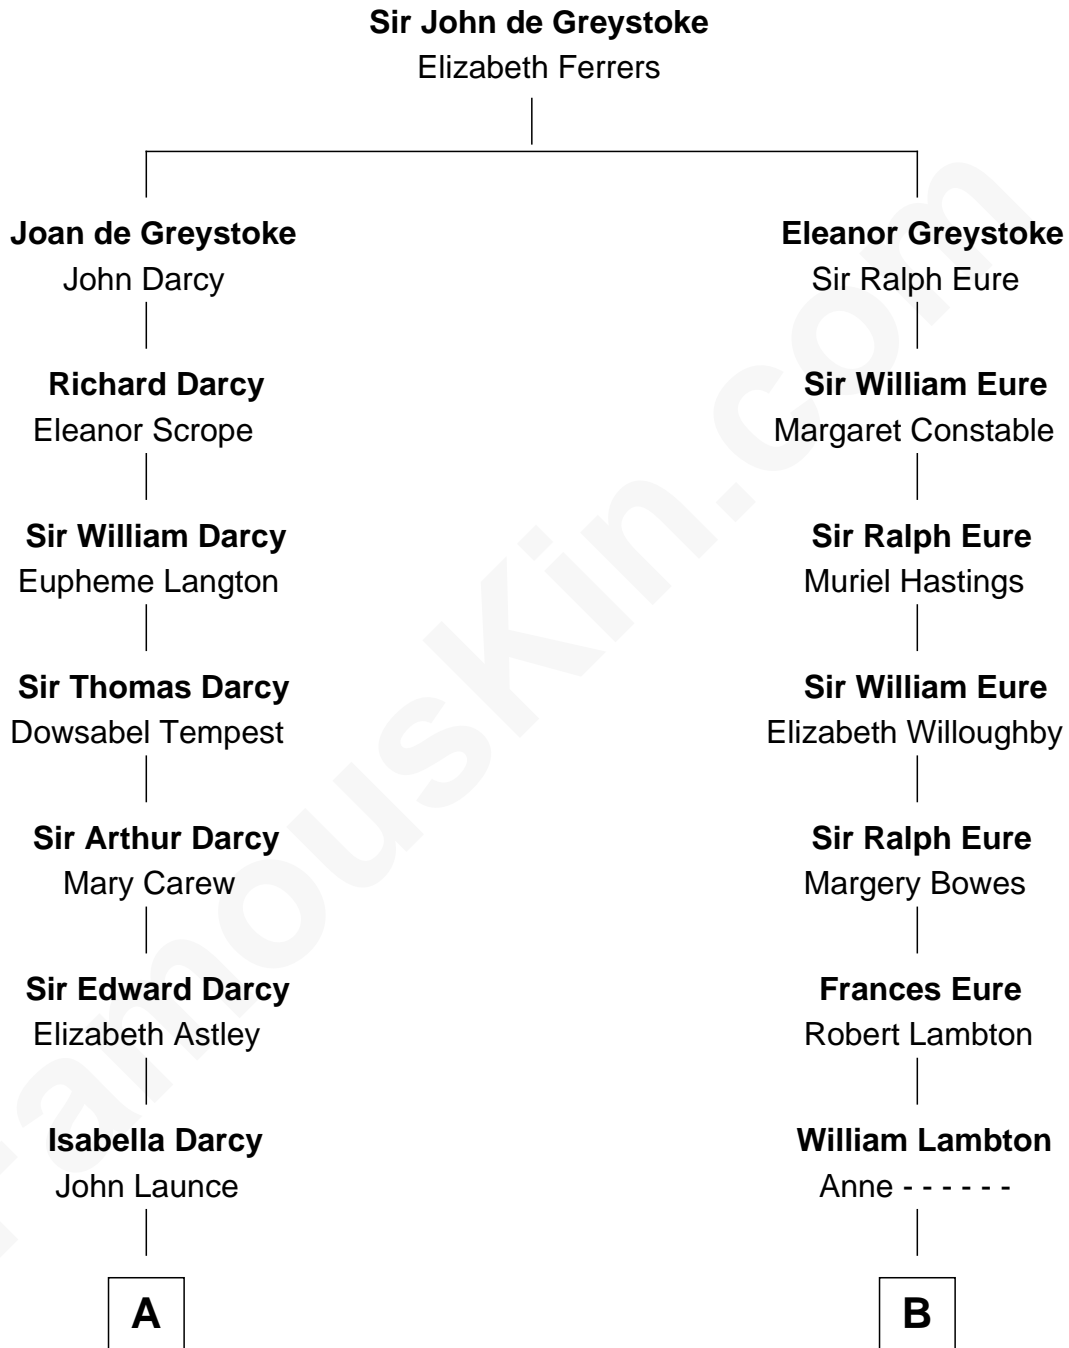 Sir John de Greystoke
Elizabeth Ferrers
Joan de Greystoke
John Darcy
Eleanor Greystoke
Sir Ralph Eure
Richard Darcy
Eleanor Scrope
Sir William Eure
Margaret Constable
Sir William Darcy
Eupheme Langton
Sir Ralph Eure
Muriel Hastings
Sir Thomas Darcy
Dowsabel Tempest
Sir William Eure
Elizabeth Willoughby
Sir Arthur Darcy
Mary Carew
Sir Ralph Eure
Margery Bowes
Sir Edward Darcy
Elizabeth Astley
Frances Eure
Robert Lambton
Isabella Darcy
John Launce
William Lambton
Anne - - - - - -
A
B
FamousKin.com